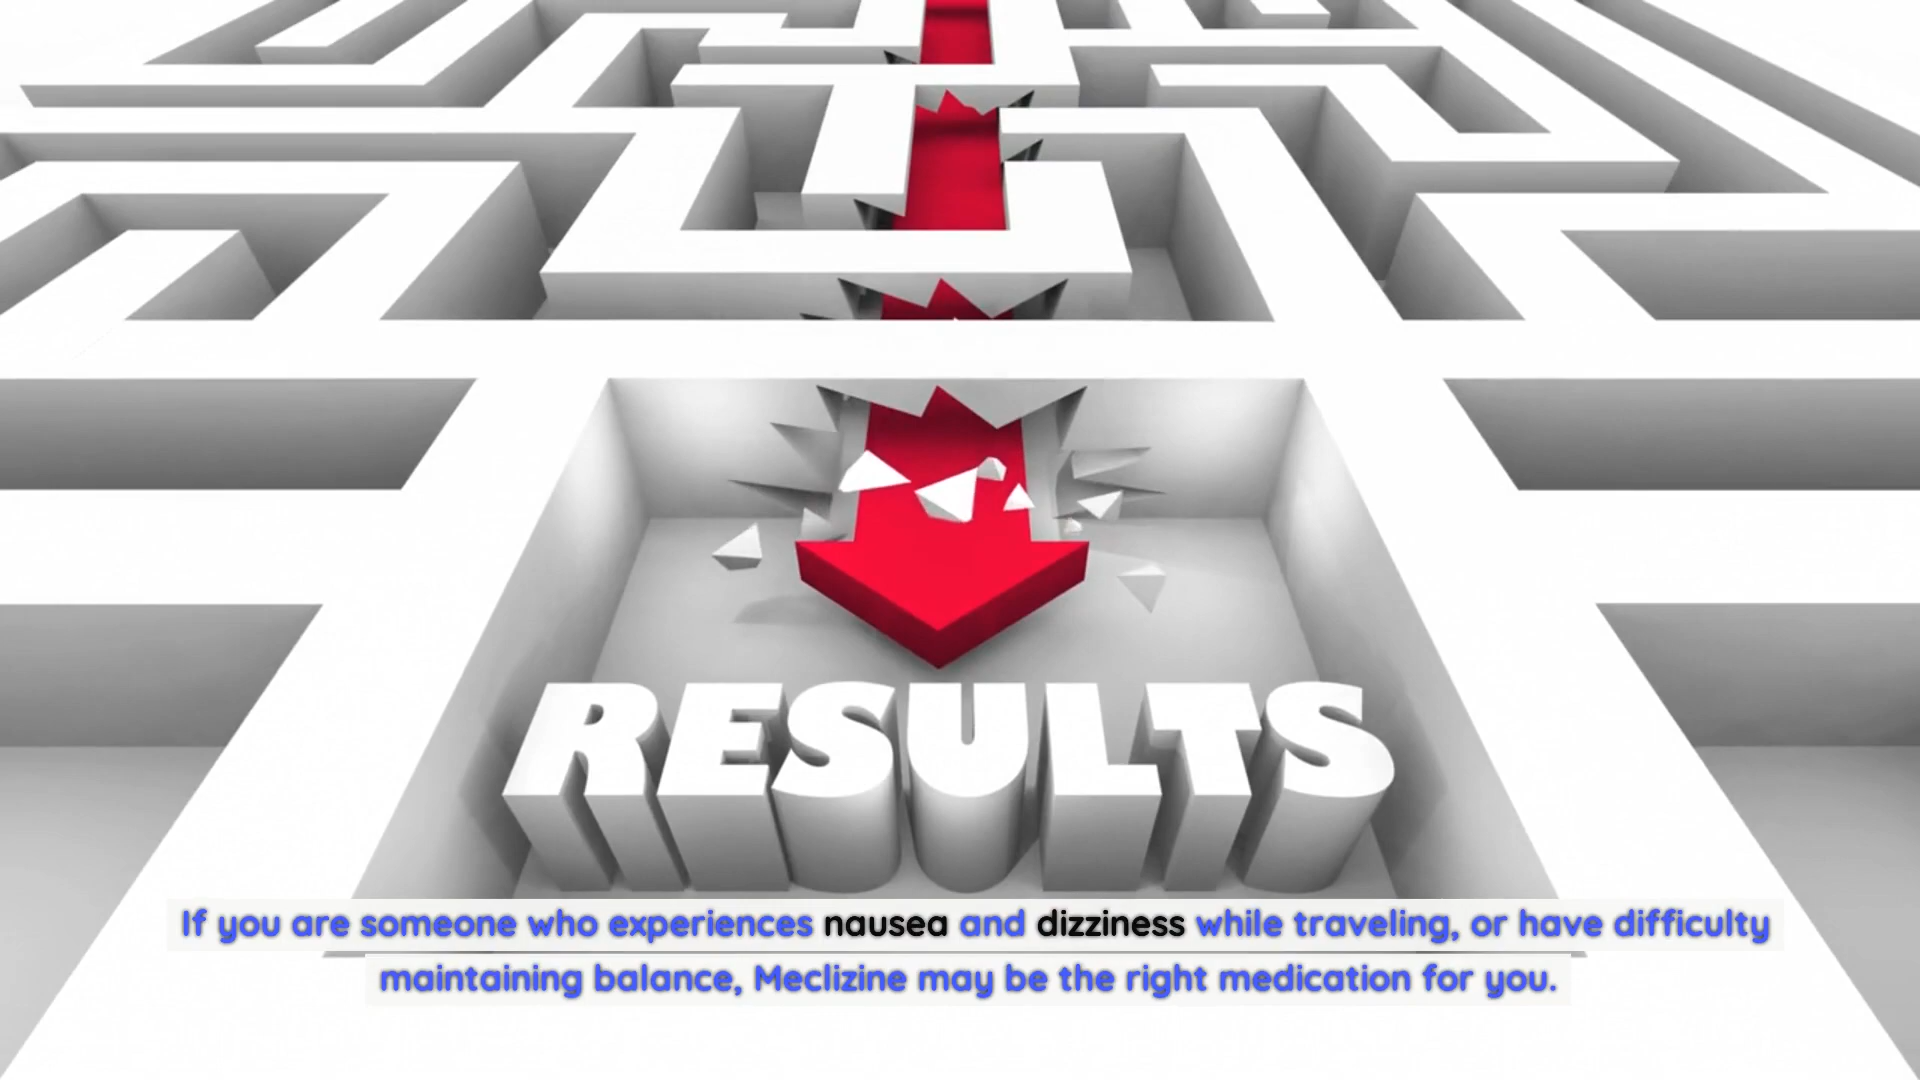 RESULTS
If you are someone who experiences nausea and dizziness while traveling, or have difficulty
maintaining balance, Meclizine may be the right medication for you.